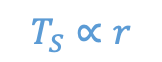 T_S ∝ r